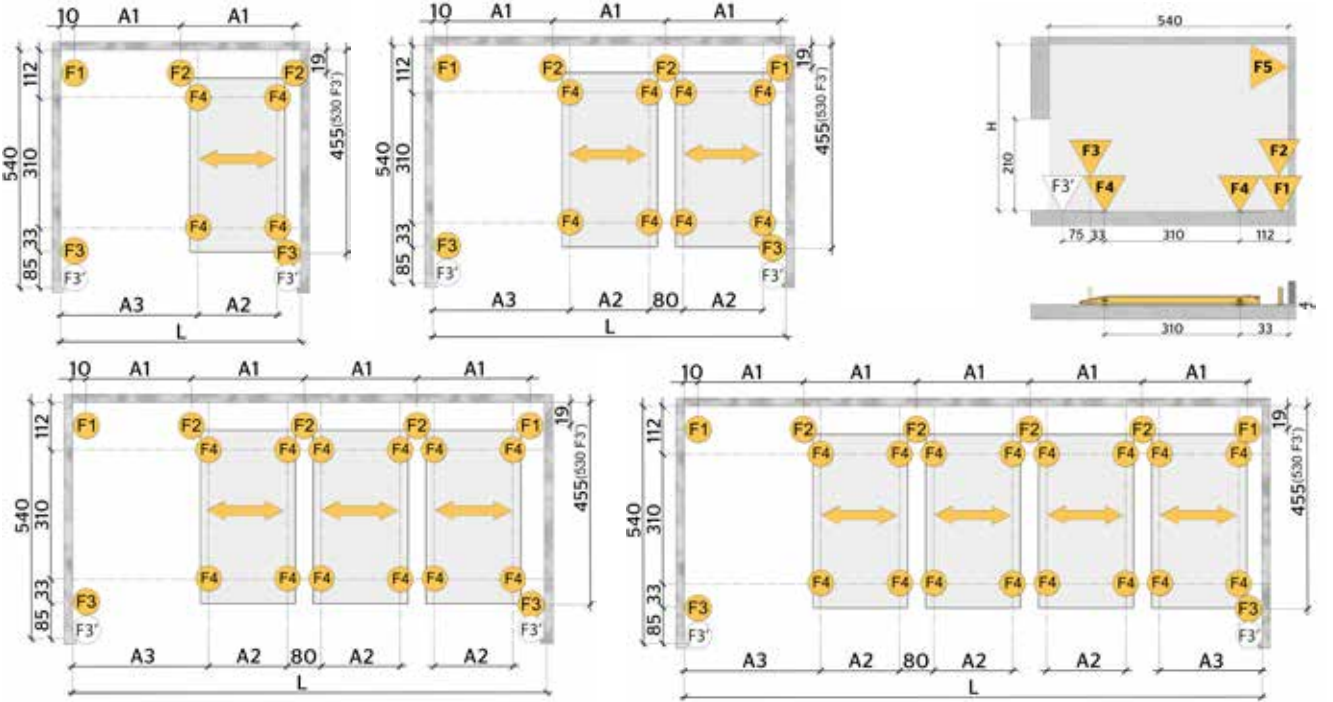 10 A1 A1
112 F1 F2 F2 19
F4 F4
540 310 455(530 F3')
F4 F4
33 F3 F3
85 F3' F3'
A3 A2
L
10 A1 A1 A1
112 F1 F2 F2 F1 19
F4 F4 F4 F4
540 310 455(530 F3')
F4 F4 F4 F4
33 F3 F3
85 F3' F3'
A3 A2 80 A2
L
540
F5
H
210
F3 F2
F3' F4 F4 F1
75 33 310 112
4
310 33
10 A1 A1 A1 A1
112 F1 F2 F2 F2 F1 19
F4 F4 F4 F4 F4 F4
540 310 455(530 F3')
F4 F4 F4 F4 F4 F4
33 F3 F3
85 F3' F3'
A3 A2 80 A2 A2
L
10 A1 A1 A1 A1 A1
112 F1 F2 F2 F2 F2 F1 19
F4 F4 F4 F4 F4 F4 F4 F4
540 310 455(530 F3')
F4 F4 F4 F4 F4 F4 F4 F4
33 F3 F3
85 F3' F3'
A3 A2 80 A2 A2 A3
L